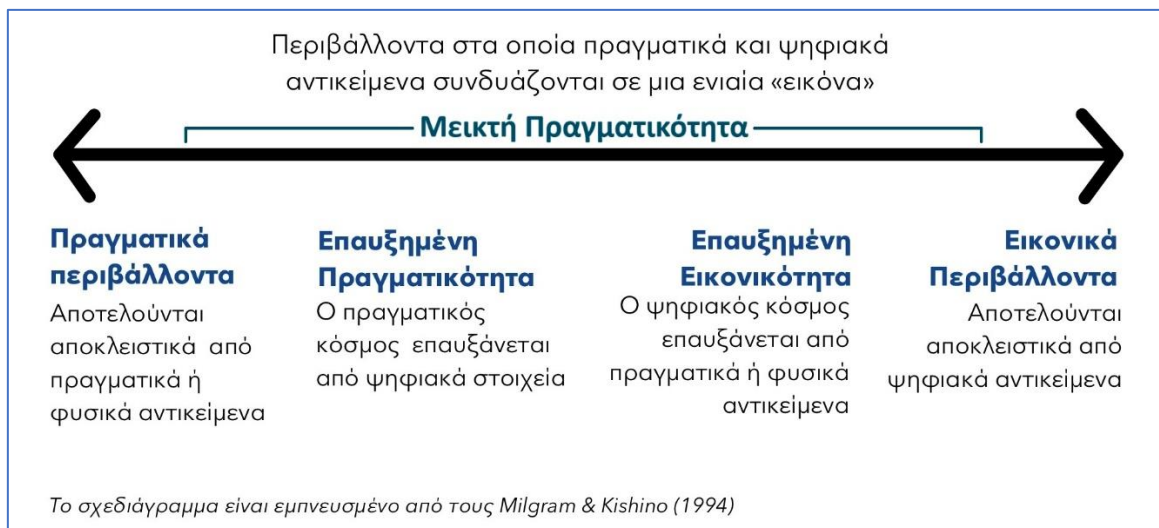 Περιβάλλοντα στα οποία πραγματικά και ψηφιακά
αντικείμενα συνδυάζονται σε μια ενιαία «εικόνα»
Μεικτή Πραγματικότητα
Πραγματικά
περιβάλλοντα
Αποτελούνται
αποκλειστικά από
πραγματικά ή
φυσικά αντικείμενα
Επαυξημένη
Πραγματικότητα
Ο πραγματικός
κόσμος επαυξάνεται
από ψηφιακά στοιχεία
Επαυξημένη
Εικονικότητα
Ο ψηφιακός κόσμος
επαυξάνεται από
πραγματικά ή φυσικά
αντικείμενα
Εικονικά
Περιβάλλοντα
Αποτελούνται
αποκλειστικά από
ψηφιακά αντικείμενα
Το σχεδιάγραμμα είναι εμπνευσμένο από τους Milgram & Kishino (1994)